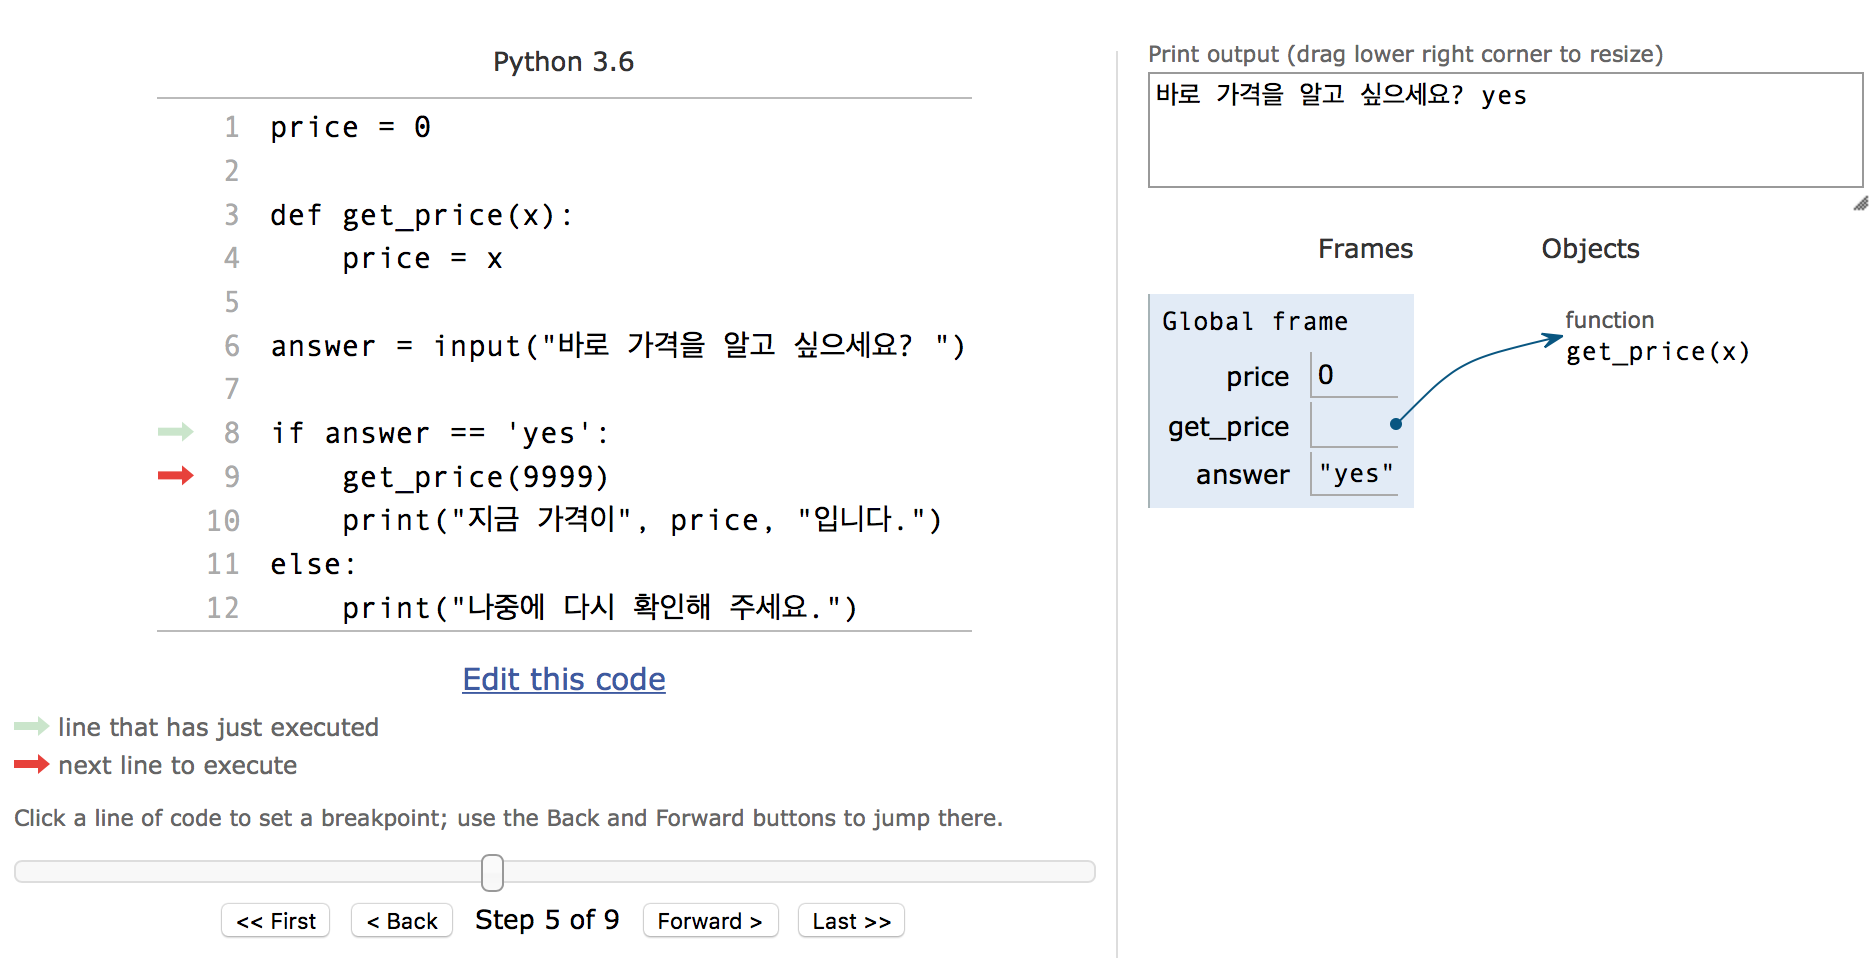 Python 3.6
1 price = 0
2
3 def get_price(x):
4     price = x
5
6 answer = input("바로 가격을 알고 싶으세요? ")
7
8 if answer == 'yes':
9     get_price(9999)
10     print("지금 가격이", price, "입니다.")
11 else:
12     print("나중에 다시 확인해 주세요.")
Edit this code
line that has just executed
next line to execute
Click a line of code to set a breakpoint; use the Back and Forward buttons to jump there.
<< First
< Back
Step 5 of 9
Forward >
Last >>
Print output (drag lower right corner to resize)
바로 가격을 알고 싶으세요? yes
Frames
Objects
Global frame
price 0
get_price
answer "yes"
function
get_price(x)